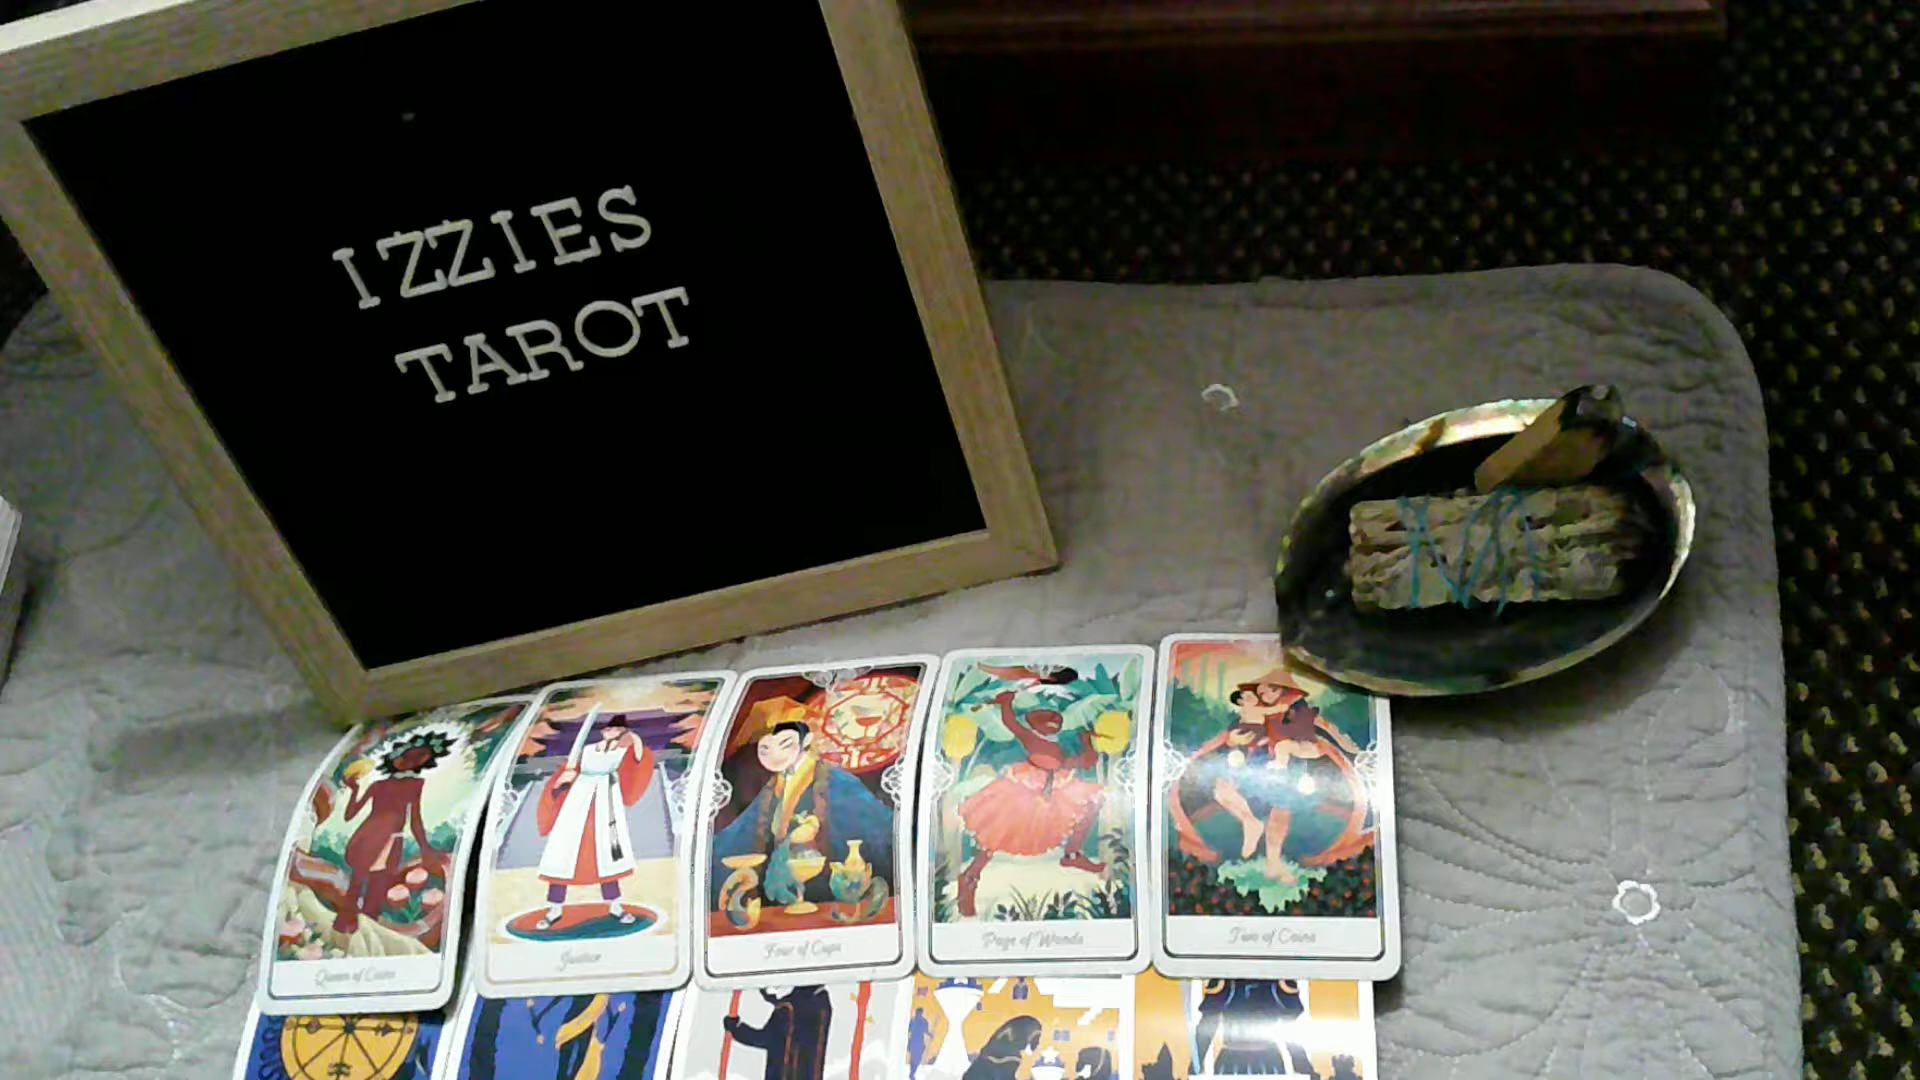 IZZIES
TAROT
Queen of Coins
Justice
Four of Cups
Page of Wands
Two of Coins